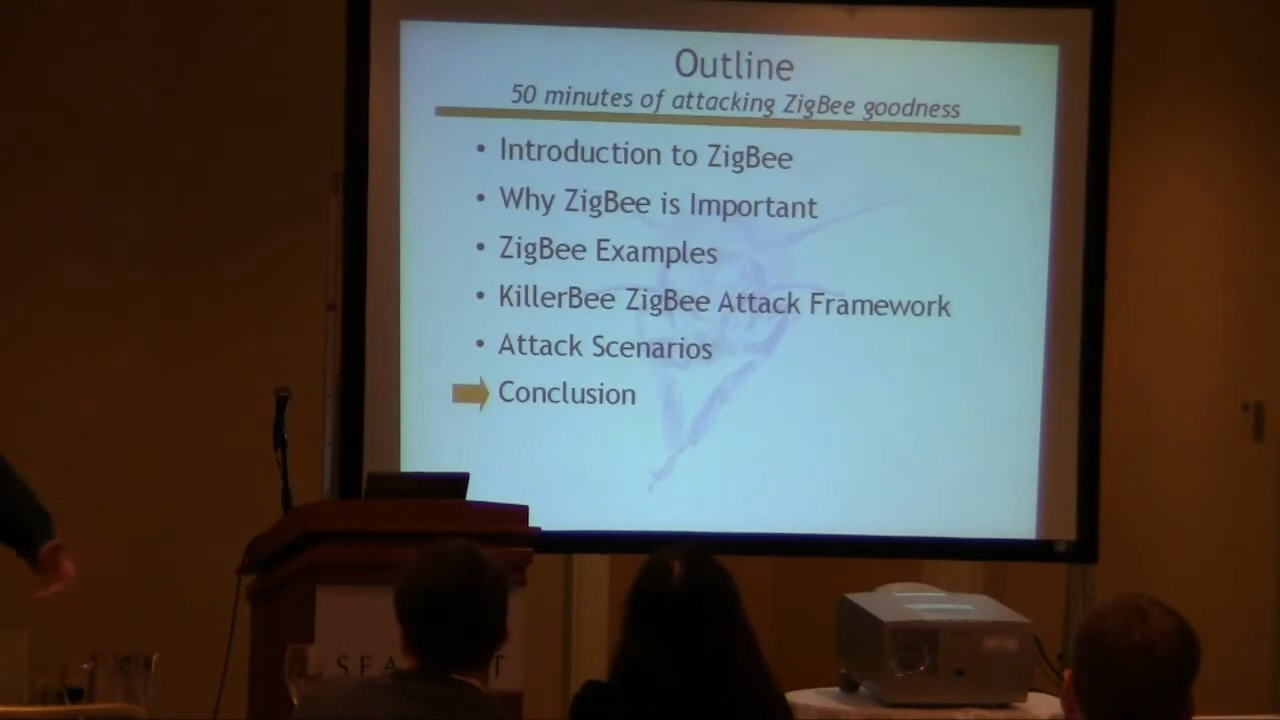 Outline
50 minutes of attacking ZigBee goodness
• Introduction to ZigBee
• Why ZigBee is Important
• ZigBee Examples
• KillerBee ZigBee Attack Framework
• Attack Scenarios
Conclusion